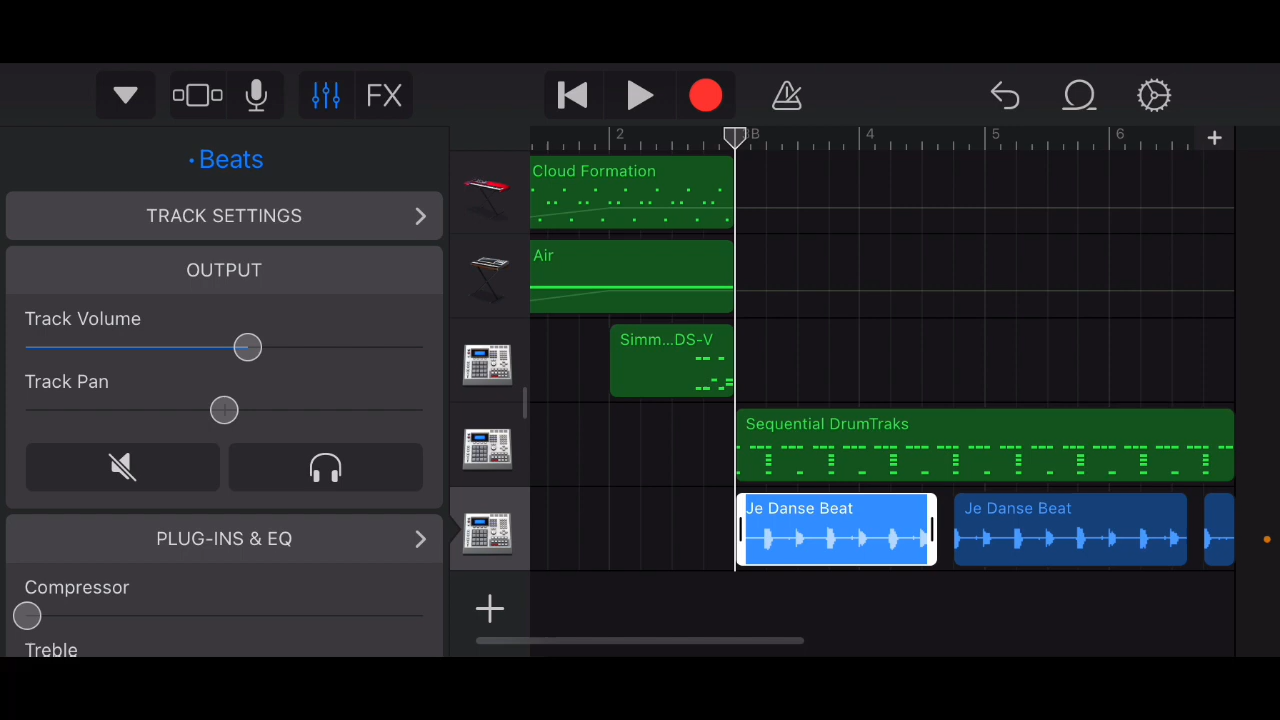 FX
2
3B
4
5
6
+
· Beats
TRACK SETTINGS
OUTPUT
Track Volume
Track Pan
PLUG-INS & EQ
Compressor
Treble
Cloud Formation
Air
Simm...DS-V
Sequential DrumTraks
Je Danse Beat
Je Danse Beat